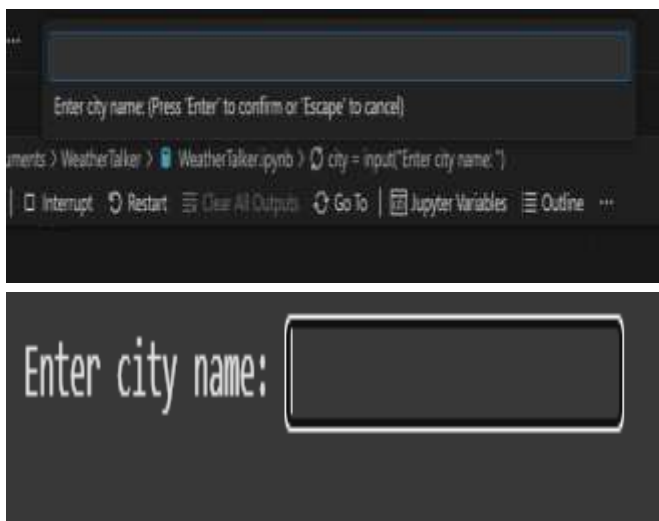 ...
Enter city name: (Press 'Enter' to confirm or 'Escape' to cancel)
uments > WeatherTalker > WeatherTalker.ipynb > city = input("Enter city name: ")
Interrupt Restart Clear All Outputs Go To | Jupyter Variables Outline ...
Enter city name: